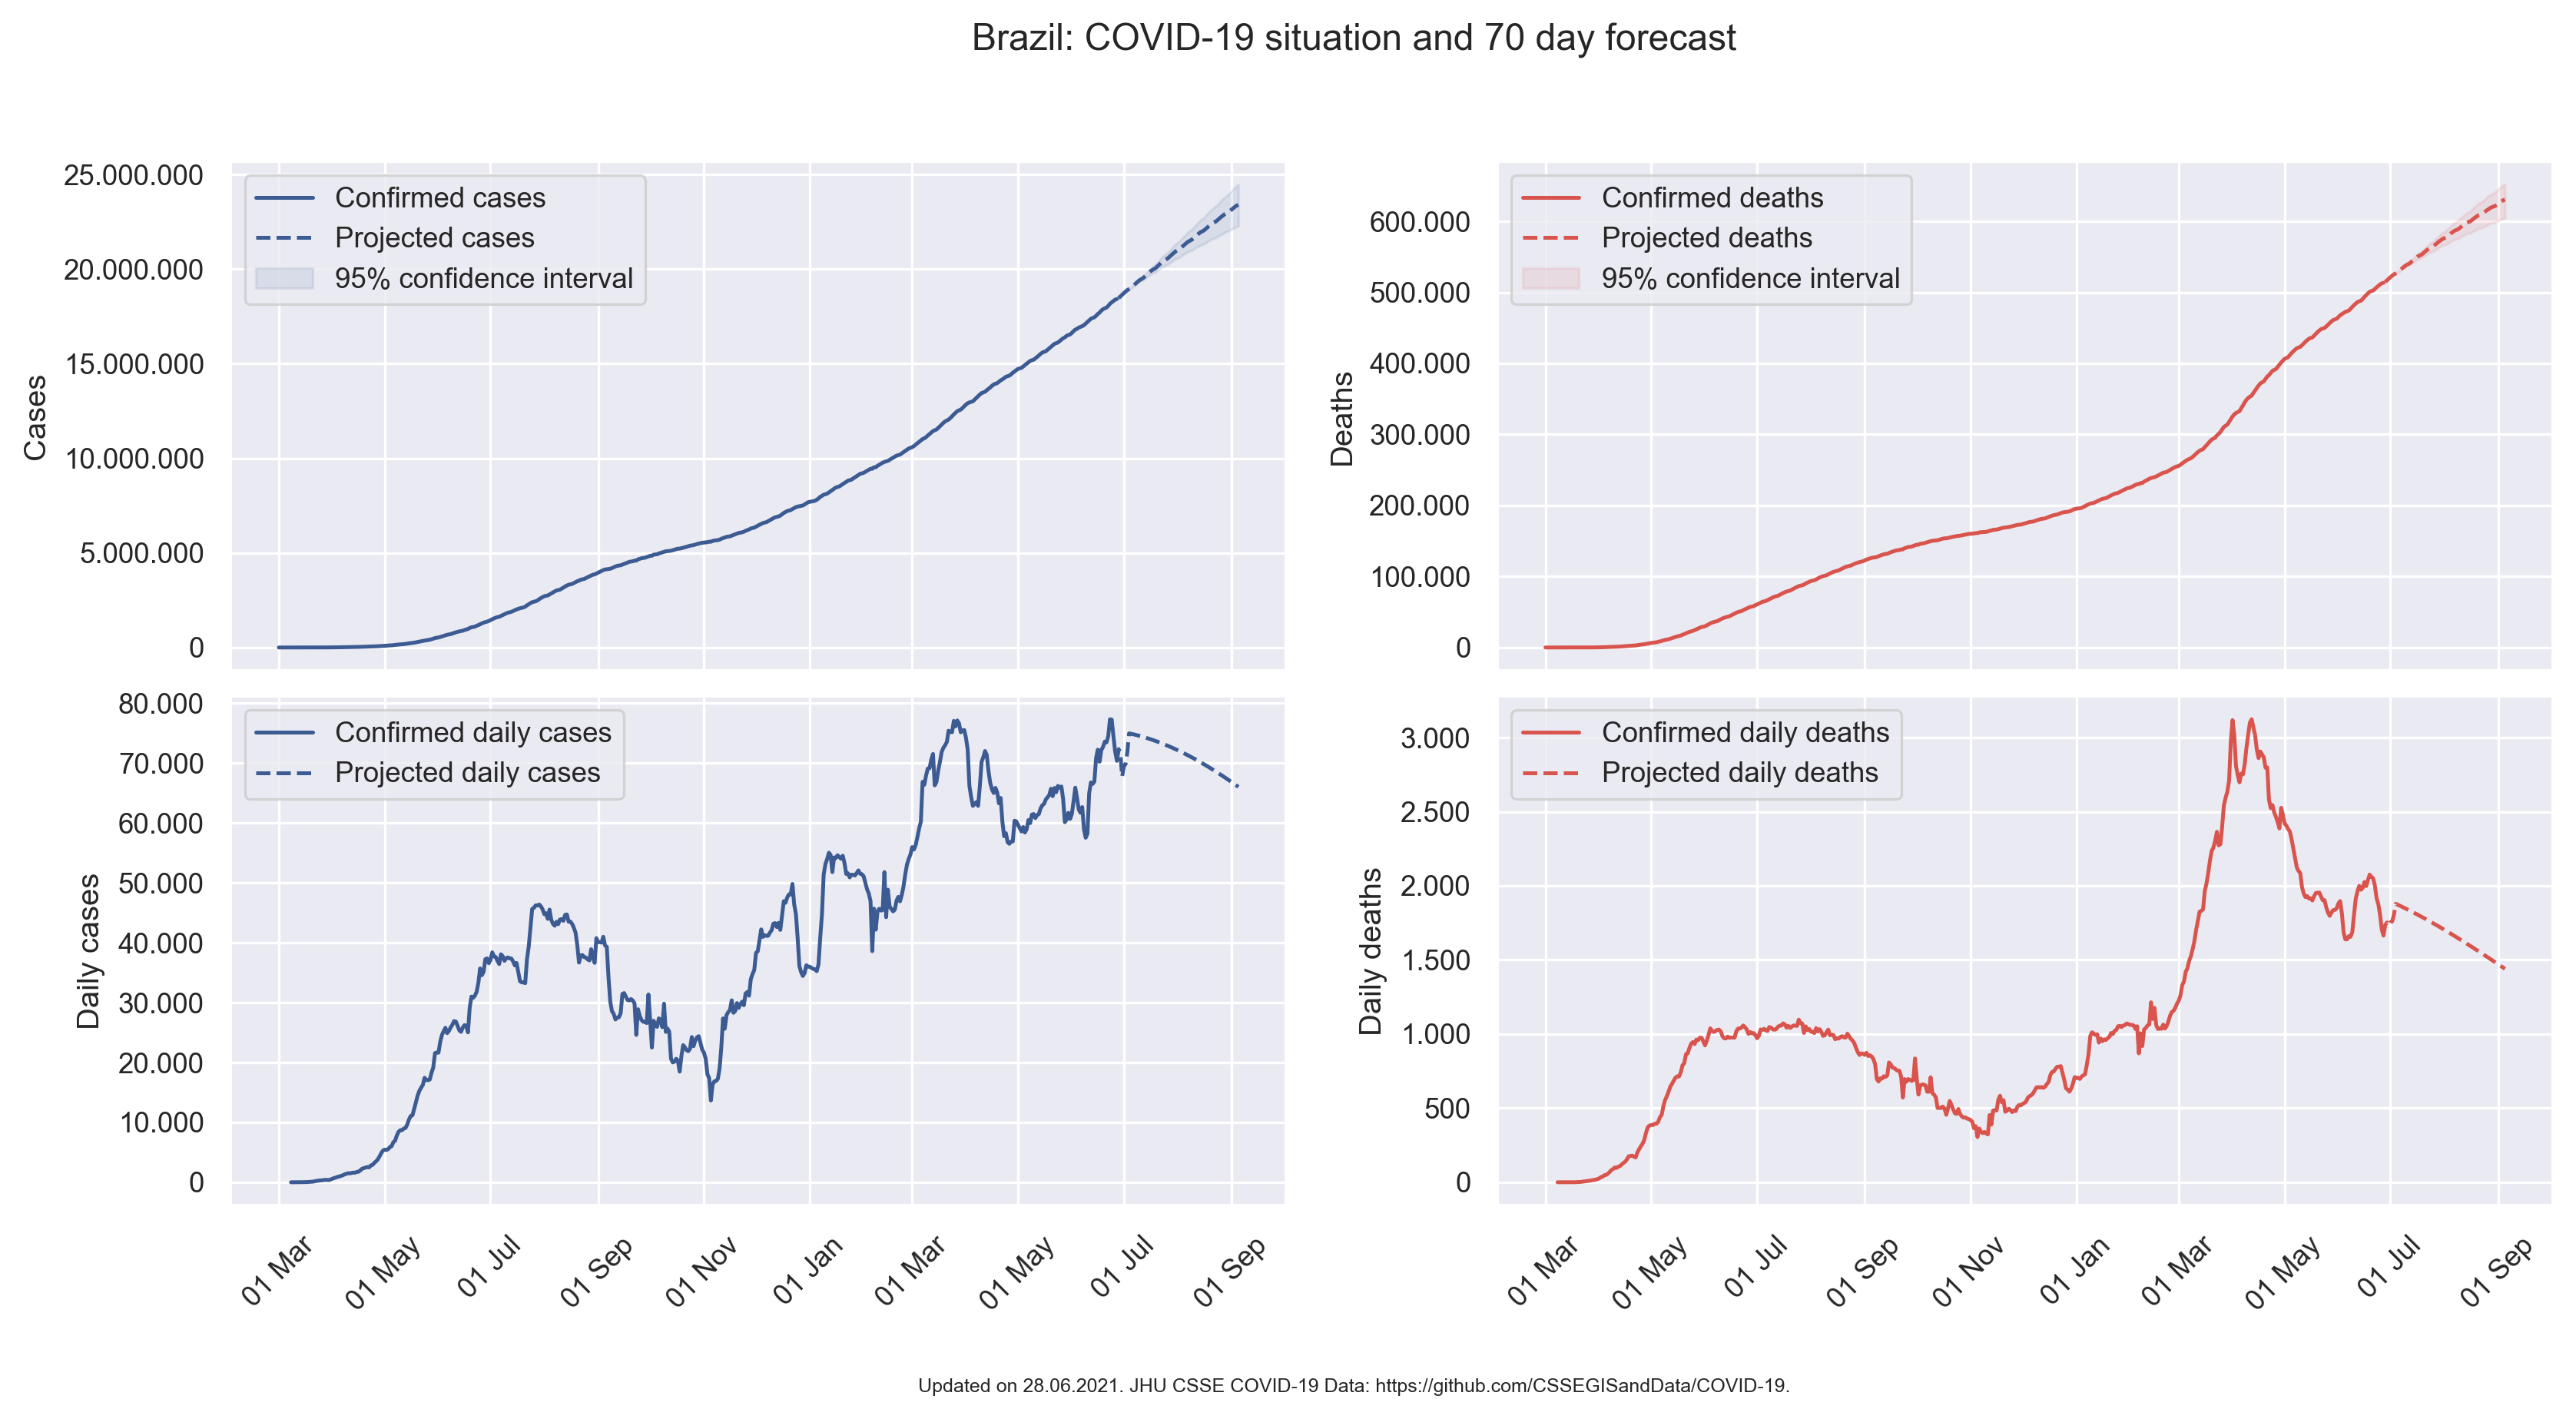 Brazil: COVID-19 situation and 70 day forecast
Cases
25.000.000
20.000.000
15.000.000
10.000.000
5.000.000
0
Confirmed cases
Projected cases
95% confidence interval
Deaths
600.000
500.000
400.000
300.000
200.000
100.000
0
Confirmed deaths
Projected deaths
95% confidence interval
Daily cases
80.000
70.000
60.000
50.000
40.000
30.000
20.000
10.000
0
Confirmed daily cases
Projected daily cases
01 Mar
01 May
01 Jul
01 Sep
01 Nov
01 Jan
01 Mar
01 May
01 Jul
01 Sep
Daily deaths
3.000
2.500
2.000
1.500
1.000
500
0
Confirmed daily deaths
Projected daily deaths
01 Mar
01 May
01 Jul
01 Sep
01 Nov
01 Jan
01 Mar
01 May
01 Jul
01 Sep
Updated on 28.06.2021. JHU CSSE COVID-19 Data: https://github.com/CSSEGISandData/COVID-19.